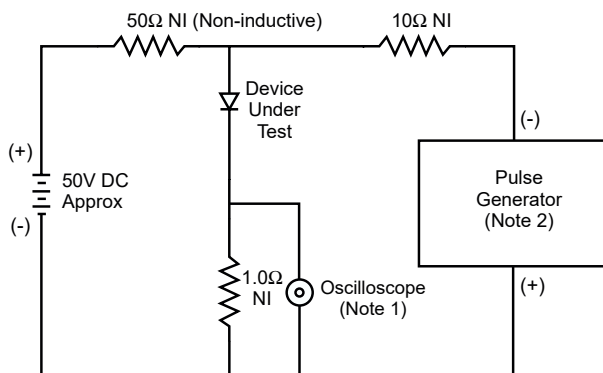 50Ω NI (Non-inductive)
10Ω NI
Device
Under
Test
(-)
(+)
50V DC
Approx
(-)
Pulse
Generator
(Note 2)
1.0Ω
NI
Oscilloscope
(Note 1)
(+)